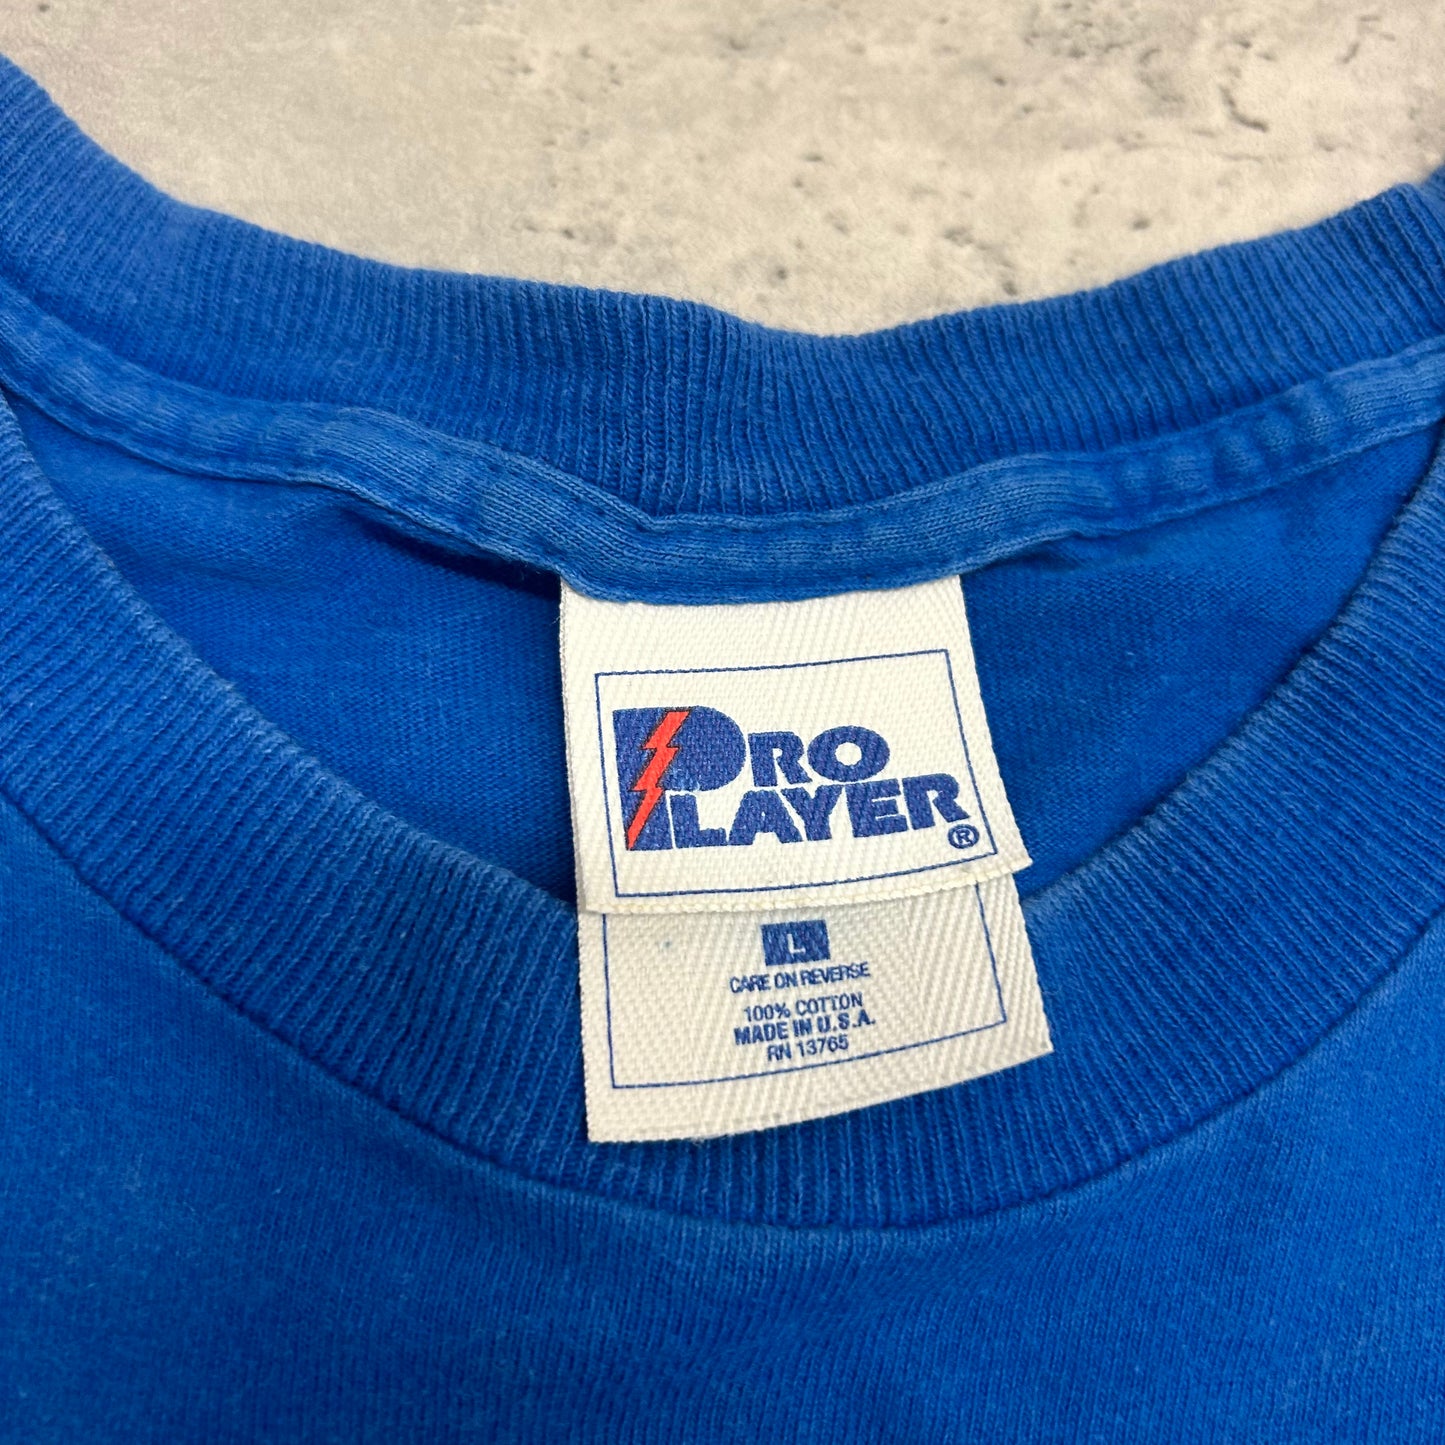 PRO
PLAYER®
L
CARE ON REVERSE
100% COTTON
MADE IN U.S.A.
RN 13765